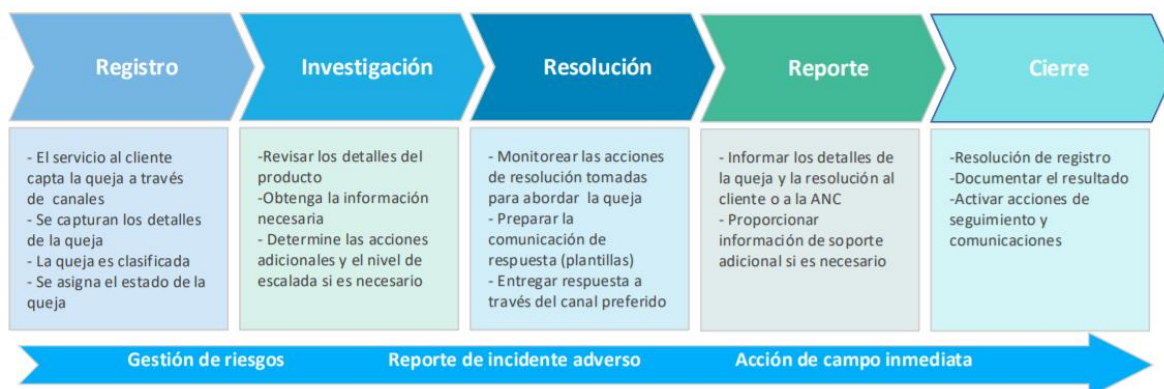 Registro
Investigación
Resolución
Reporte
Cierre
- El servicio al cliente
capta la queja a través
de canales
- Se capturan los detalles
de la queja
- La queja es clasificada
- Se asigna el estado de la
queja
-Revisar los detalles del
producto
-Obtenga la información
necesaria
- Determine las acciones
adicionales y el nivel de
escalada si es necesario
- Monitorear las acciones
de resolución tomadas
para abordar la queja
- Preparar la
comunicación de
respuesta (plantillas)
- Entregar respuesta a
través del canal preferido
- Informar los detalles de
la queja y la resolución al
cliente o a la ANC
- Proporcionar
información de soporte
adicional si es necesario
-Resolución de registro
-Documentar el resultado
-Activar acciones de
seguimiento y
comunicaciones
Gestión de riesgos
Reporte de incidente adverso
Acción de campo inmediata